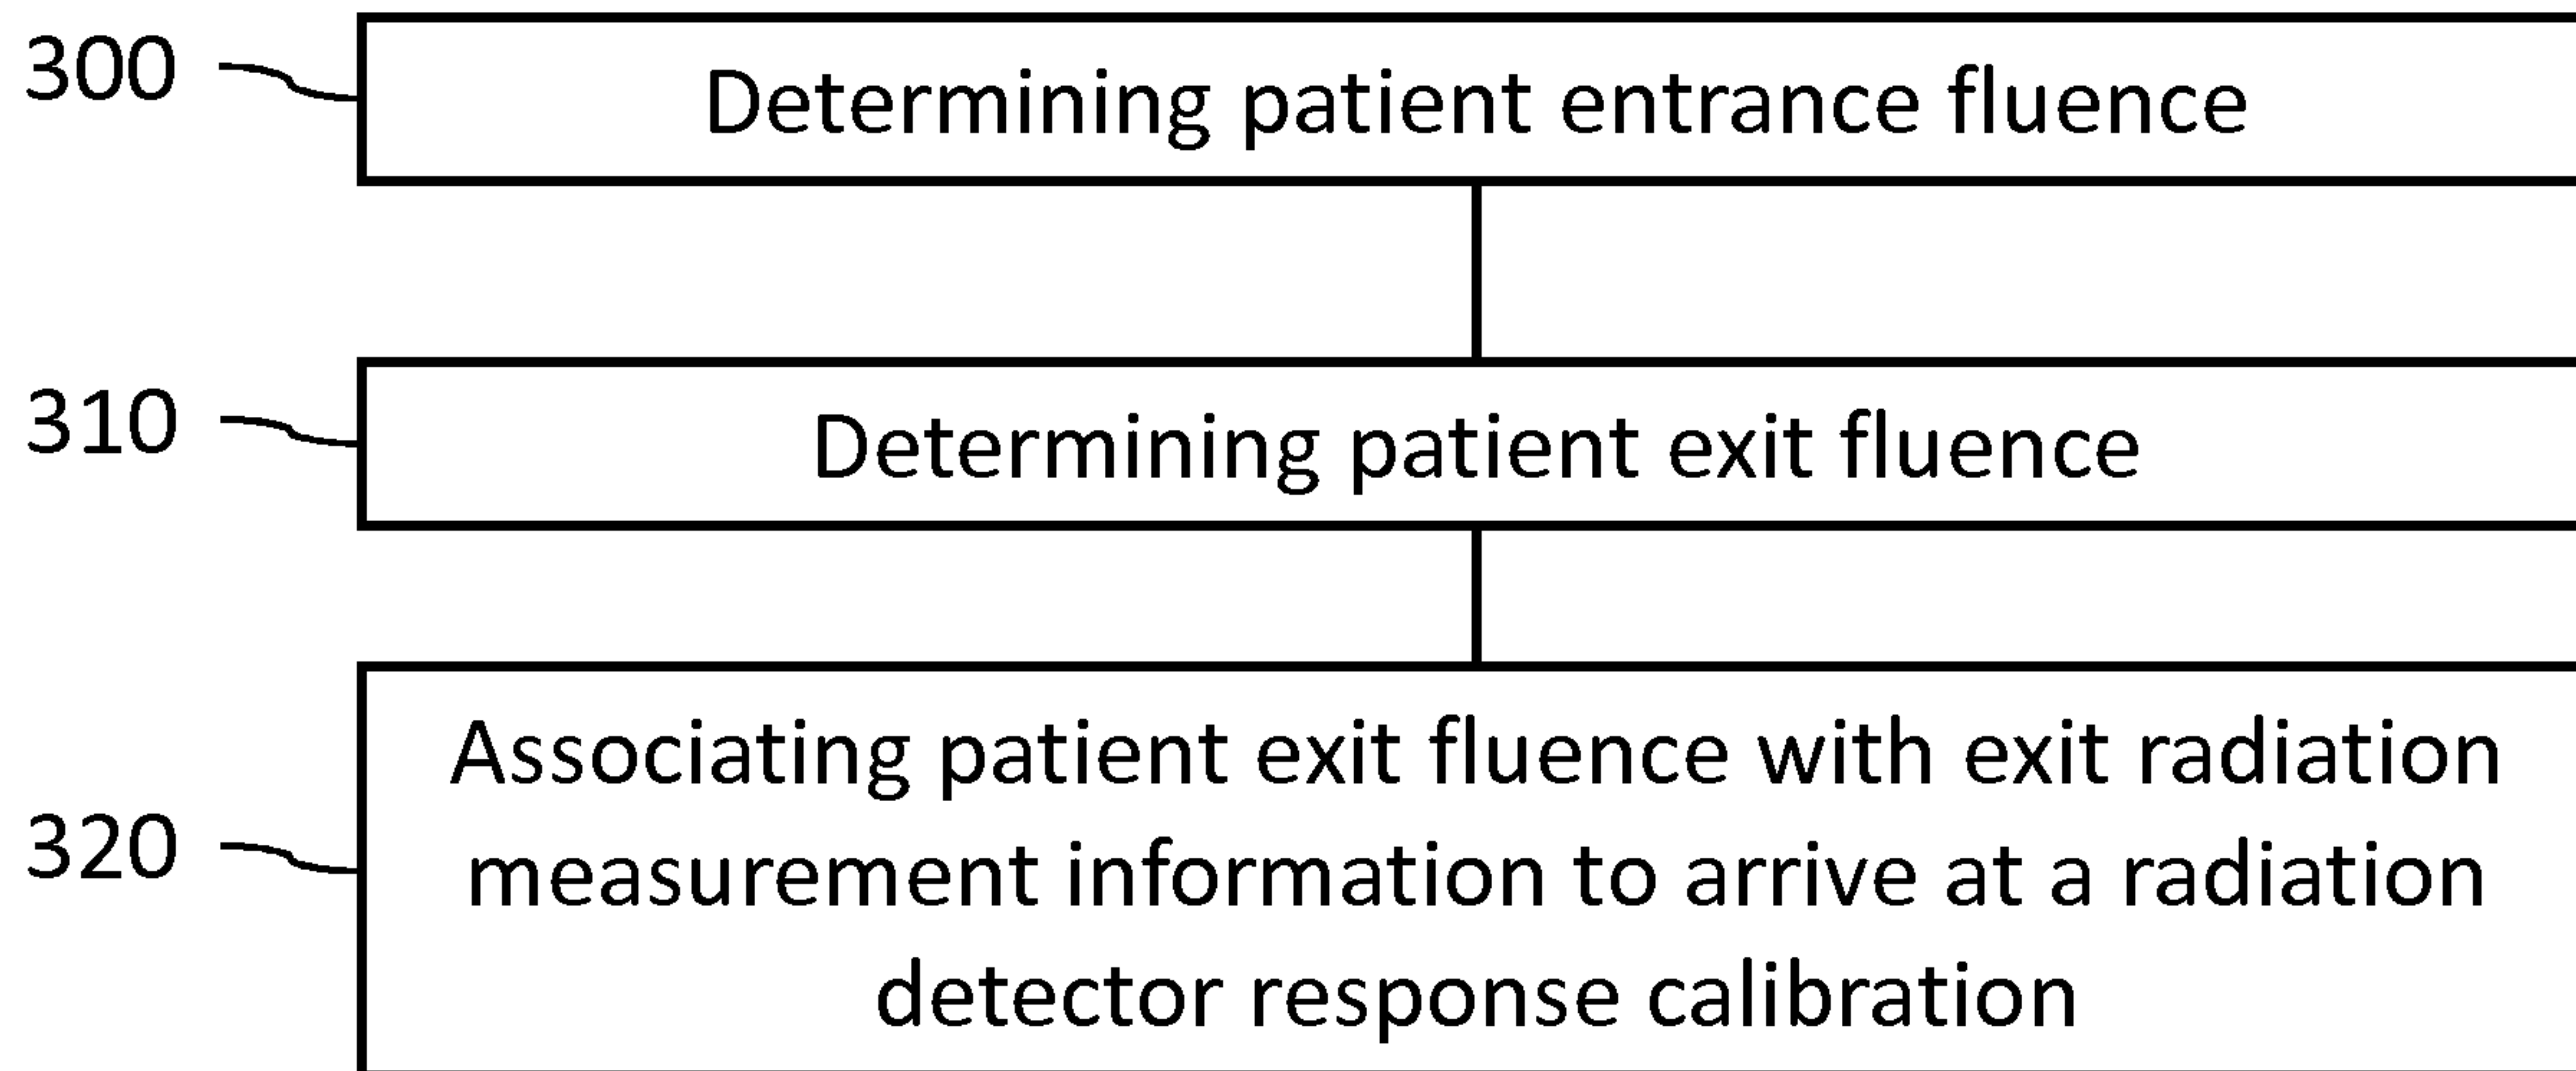 300
Determining patient entrance fluence
310
Determining patient exit fluence
320
Associating patient exit fluence with exit radiation
measurement information to arrive at a radiation
detector response calibration